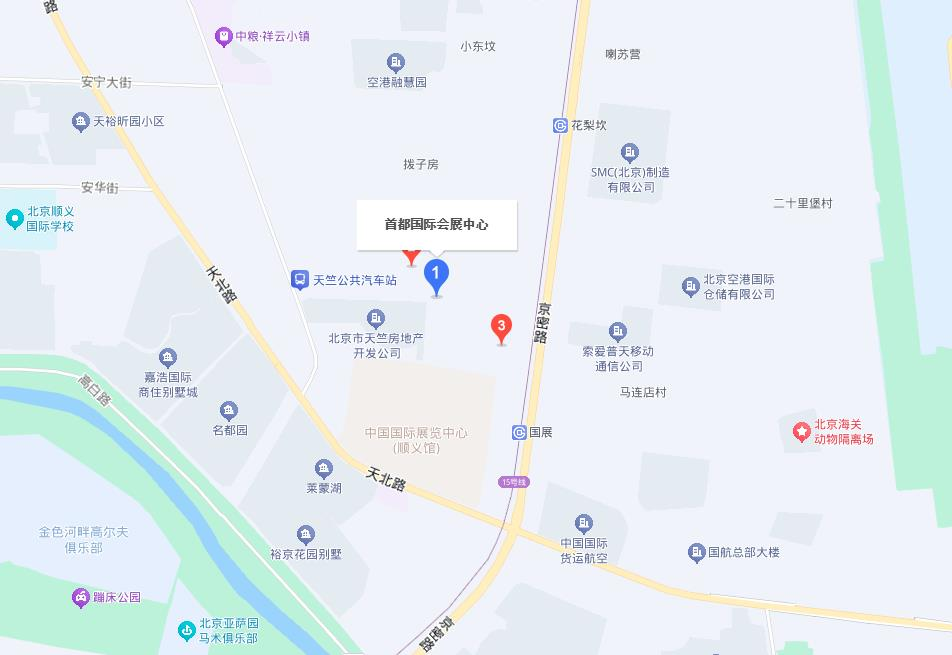 路
中粮·祥云小镇
小东坟
喇苏营
空港融慧园
安宁大街
天裕昕园小区
花梨坎
拨子房
SMC(北京)制造
有限公司
安华街
二十里堡村
北京顺义
国际学校
首都国际会展中心
天竺公共汽车站
1
天北路
北京空港国际
仓储有限公司
京密路
3
北京市天竺房地产
开发公司
索爱普天移动
通信公司
嘉浩国际
商住别墅城
高白路
马连店村
名都园
中国国际展览中心
(顺义馆)
国展
北京海关
动物隔离场
天北路
15号线
莱蒙湖
金色河畔高尔夫
俱乐部
裕京花园别墅
中国国际
货运航空
国航总部大楼
蹦床公园
北京亚萨园
马术俱乐部
京密路